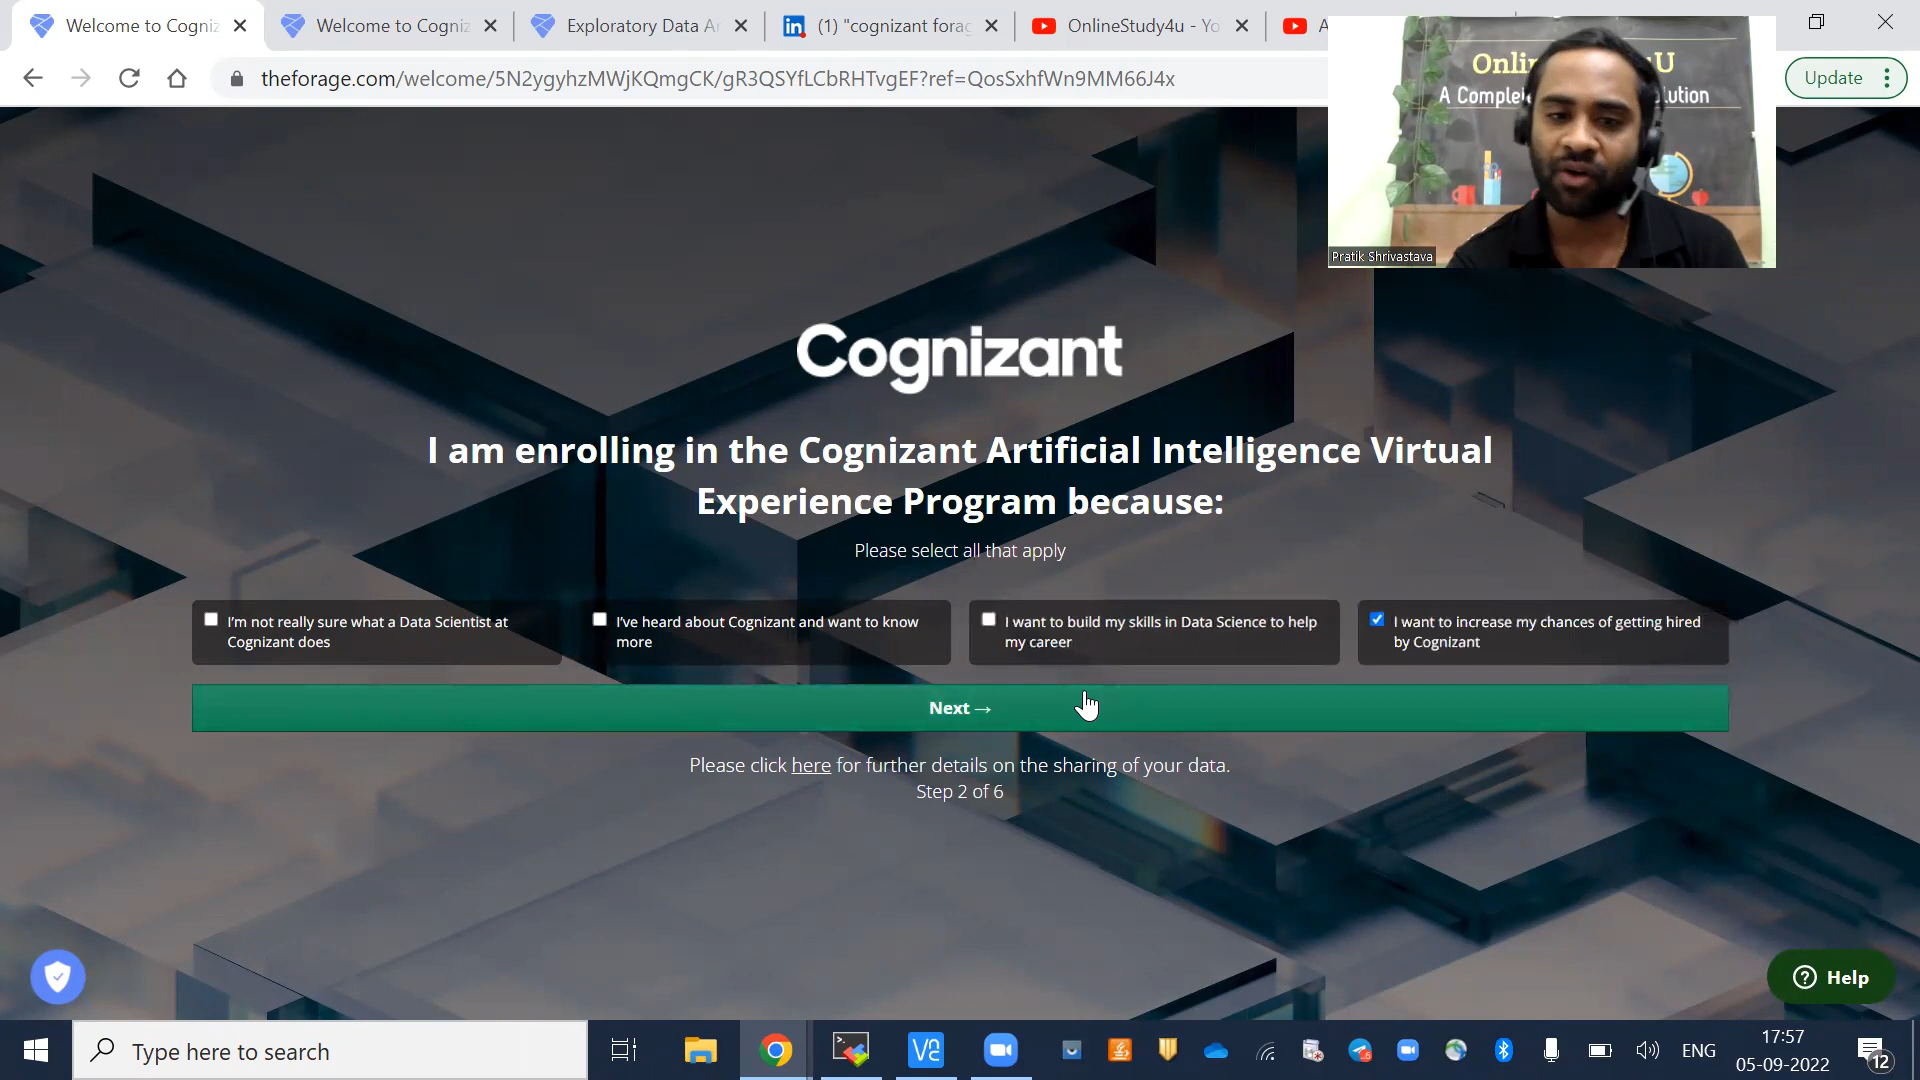 Welcome to Cogniz
Welcome to Cogniz
Exploratory Data Ar
(1) "cognizant forag
OnlineStudy4u - Yo
A
theforage.com/welcome/5N2ygyhzMWjKQmgCK/gR3QSYfLCbRHTvgEF?ref=QosSxhfWn9MM66J4x
Update
Onlin
U
A Complete
lution
Pratik Shrivastava
Cognizant
I am enrolling in the Cognizant Artificial Intelligence Virtual
Experience Program because:
Please select all that apply
I'm not really sure what a Data Scientist at
Cognizant does
I've heard about Cognizant and want to know
more
I want to build my skills in Data Science to help
my career
I want to increase my chances of getting hired
by Cognizant
Next →
Please click here for further details on the sharing of your data.
Step 2 of 6
Help
Type here to search
ENG
17:57
05-09-2022
12